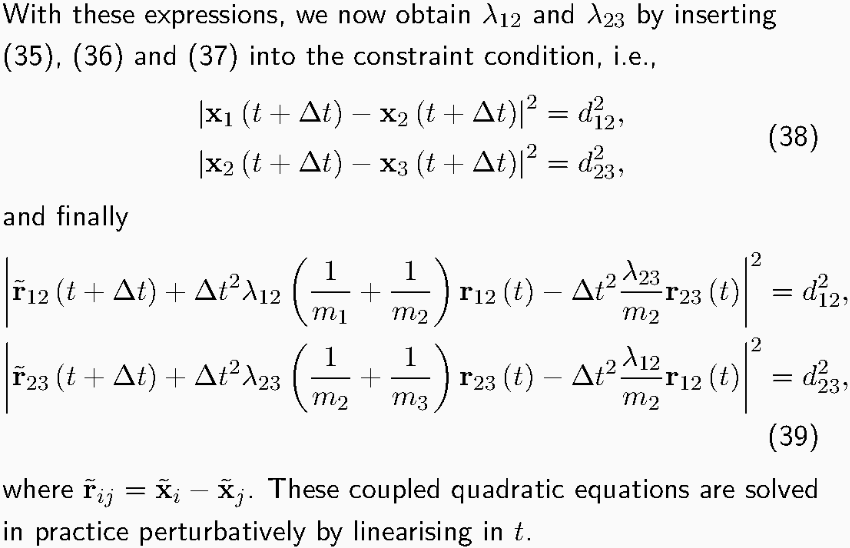 With these expressions, we now obtain λ₁₂ and λ₂₃ by inserting
(35), (36) and (37) into the constraint condition, i.e.,
|x₁ (t + Δt) − x₂ (t + Δt)|² = d²₁₂,
|x₂ (t + Δt) − x₃ (t + Δt)|² = d²₂₃,
(38)
and finally
|r̃₁₂ (t + Δt) + Δt²λ₁₂ (1/m₁ + 1/m₂) r₁₂ (t) − Δt² λ₂₃/m₂ r₂₃ (t)|² = d²₁₂,
|r̃₂₃ (t + Δt) + Δt²λ₂₃ (1/m₂ + 1/m₃) r₂₃ (t) − Δt² λ₁₂/m₂ r₁₂ (t)|² = d²₂₃,
(39)
where r̃ᵢⱼ = x̃ᵢ − x̃ⱼ. These coupled quadratic equations are solved
in practice perturbatively by linearising in t.